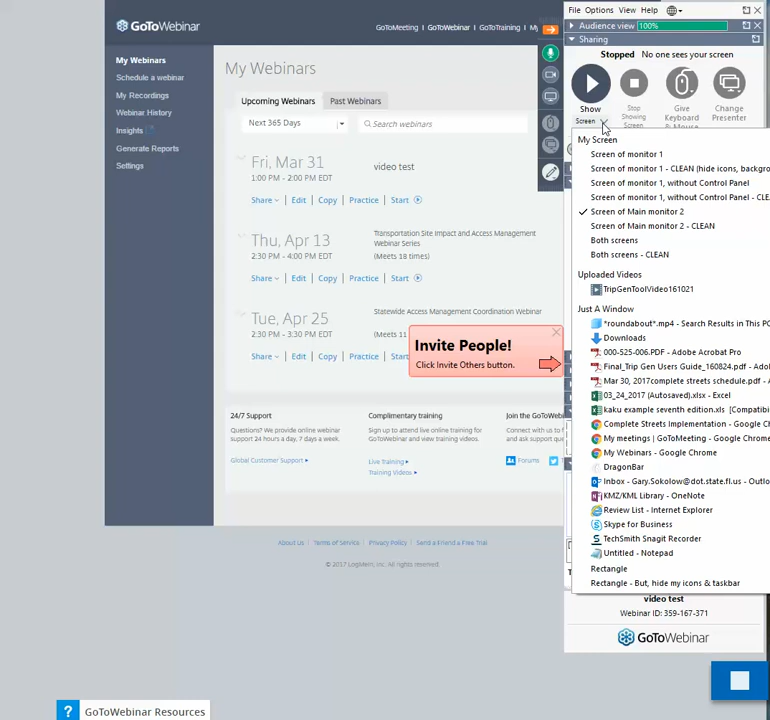 GoToWebinar
GoToMeeting GoToWebinar GoToTraining
My Webinars
Schedule a webinar
My Recordings
Webinar History
Insights
Generate Reports
Settings
My Webinars
Upcoming Webinars Past Webinars
Next 365 Days
Search Webinars
Fri, Mar 31
1:00 PM - 2:00 PM EDT
video test
Share Edit Copy Practice Start
Thu, Apr 13
2:30 PM - 4:00 PM EDT
Transportation Site Impact and Access Management
Webinar Series
(Meets 18 times)
Share Edit Copy Practice Start
Tue, Apr 25
2:30 PM - 3:30 PM EDT
Statewide Access Management Coordination Webinar
(Meets 11
Share Edit Copy Practice Start
Invite People!
Click Invite Others button.
24/7 Support
We provide online webinar
support 24 hours a day, 7 days a week.
Global Customer Support
Complimentary training
Sign up to attend live online training for
GoToWebinar and view training videos.
Live Training
Training Videos
Join the GoToWebi
Connect with us to
and ask support que
Forums
About Us Terms of Service Privacy Policy Send a Friend a Free Trial
© 2017 LogMeIn, Inc. All rights reserved.
? GoToWebinar Resources
File Options View Help
Audience view 100%
Sharing
Stopped No one sees your screen
Show
Screen
Stop
Showing
Screen
Give
Keyboard
& Mouse
Change
Presenter
My Screen
Screen of monitor 1
Screen of monitor 1 - CLEAN (hide icons, backgro
Screen of monitor 1, without Control Panel
Screen of monitor 1, without Control Panel - CLE
Screen of Main monitor 2
Screen of Main monitor 2 - CLEAN
Both screens
Both screens - CLEAN
Uploaded Videos
TripGenToolVideo161021
Just A Window
*roundabout*.mp4 - Search Results in This PC
Downloads
000-525-006.PDF - Adobe Acrobat Pro
Final_Trip Gen Users Guide_160824.pdf - Adol
Mar 30, 2017complete streets schedule.pdf - A
03_24_2017 (Autosaved).xlsx - Excel
kaku example seventh edition.xls [Compatibi
Complete Streets Implementation - Google C
My meetings | GoToMeeting - Google Chrome
My Webinars - Google Chrome
DragonBar
Inbox - Gary.Sokolow@dot.state.fl.us - Outlo
KMZ/KML Library - OneNote
Review List - Internet Explorer
Skype for Business
TechSmith Snagit Recorder
Untitled - Notepad
Rectangle
Rectangle - But, hide my icons & taskbar
video test
Webinar ID: 359-167-371
GoToWebinar